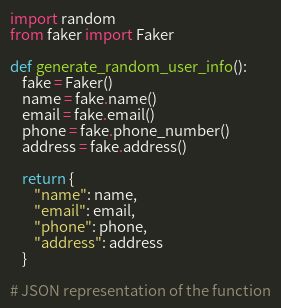 import random
from faker import Faker

def generate_random_user_info():
    fake = Faker()
    name = fake.name()
    email = fake.email()
    phone = fake.phone_number()
    address = fake.address()

    return {
        "name": name,
        "email": email,
        "phone": phone,
        "address": address
    }

# JSON representation of the function